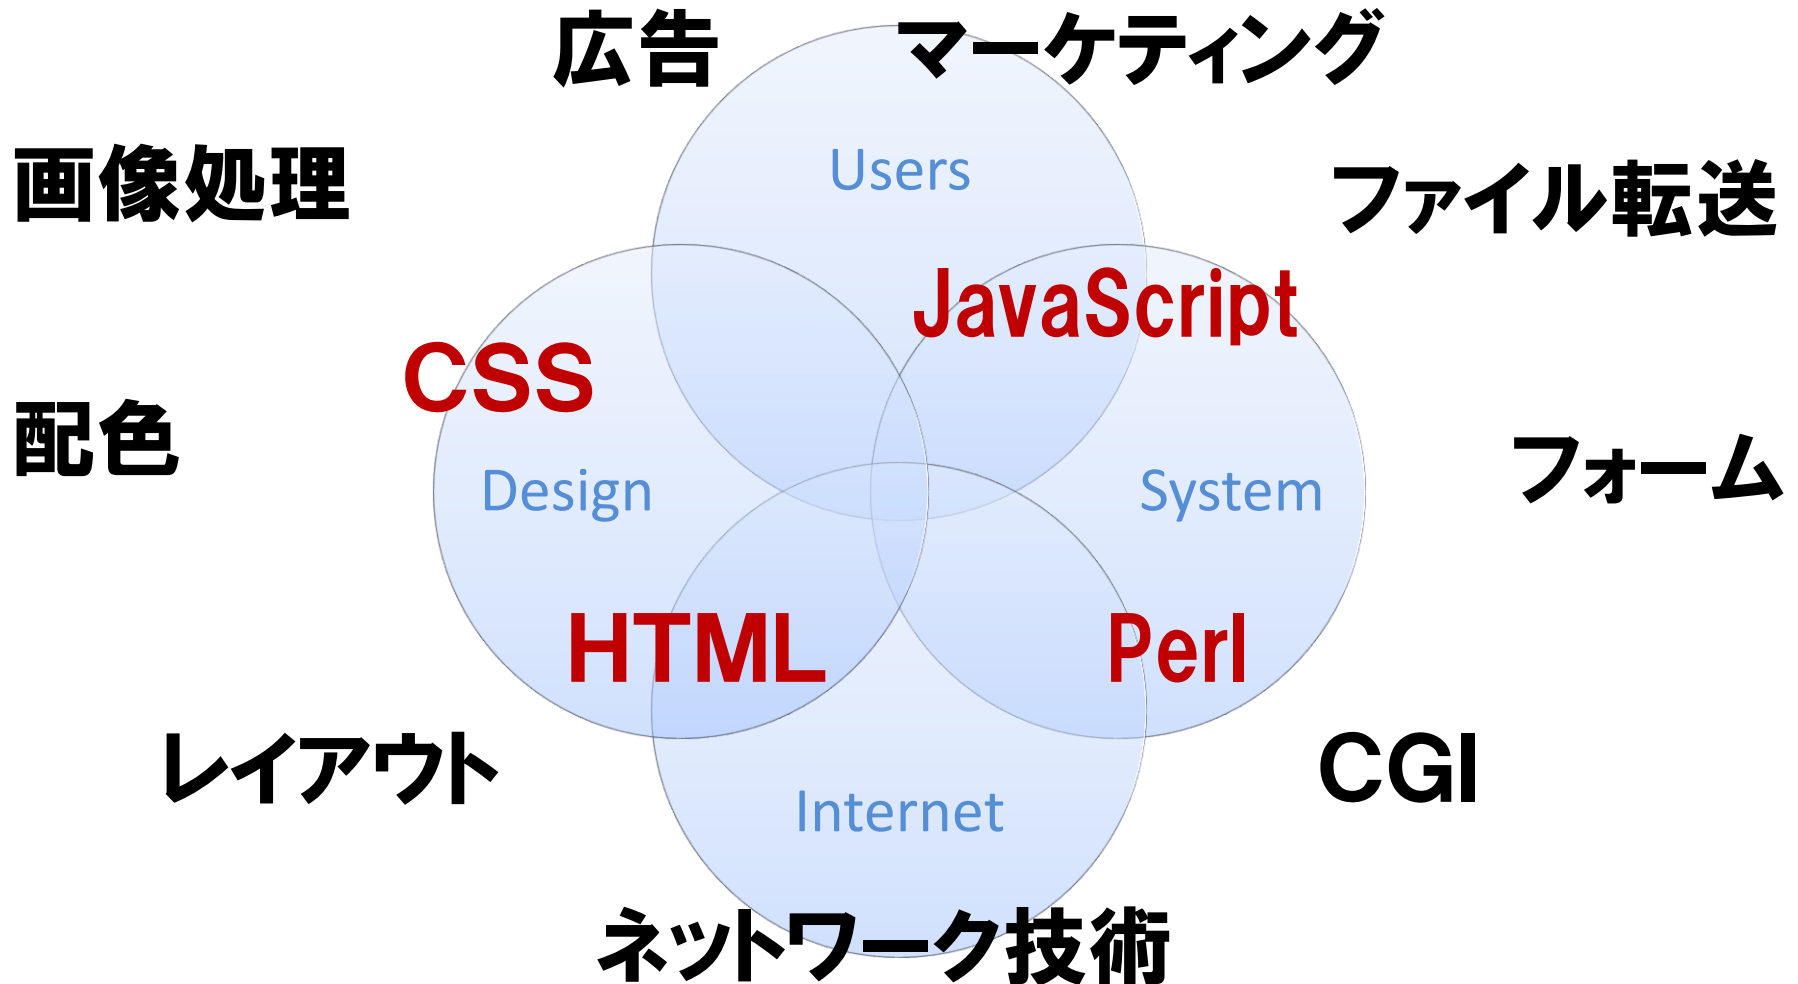 広告 マーケティング
画像処理 Users ファイル転送
JavaScript
CSS
配色 Design System フォーム
HTML Perl
レイアウト CGI
Internet
ネットワーク技術